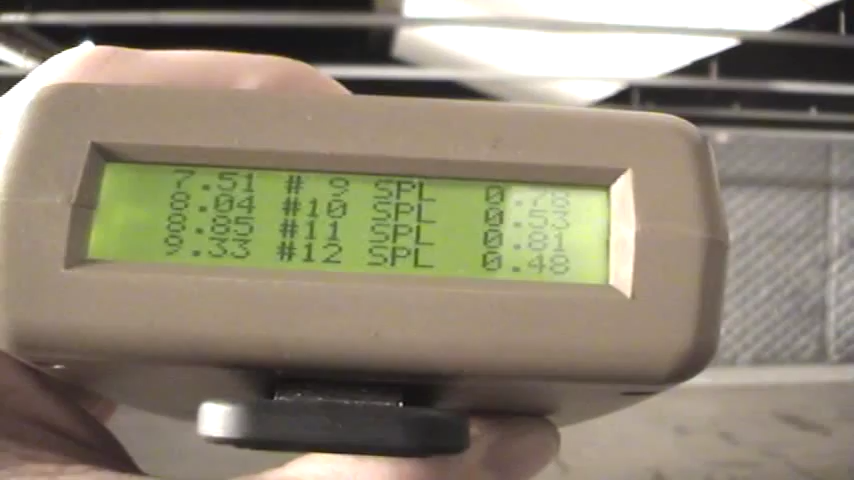 7.51 # 9 SPL 0.78
8.04 #10 SPL 0.53
8.85 #11 SPL 0.81
9.33 #12 SPL 0.48